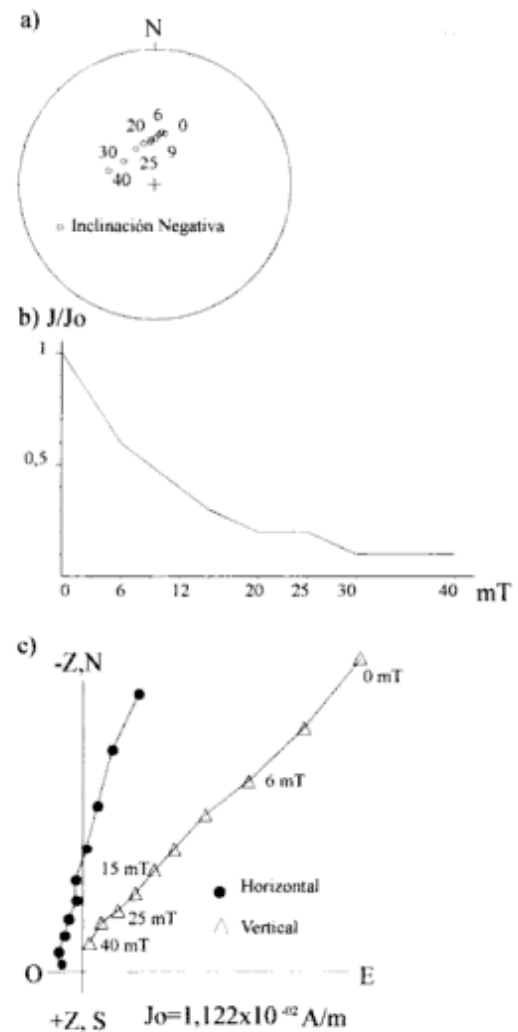 a)
N
6
20 0
30
25 9
40
Inclinación Negativa
b) J/Jo
1
0,5
0 6 12 20 25 30 40 mT
c)
-Z,N
0 mT
6 mT
15 mT
Horizontal
25 mT
Vertical
40 mT
O E
+Z, S Jo=1,122x10 -02 A/m